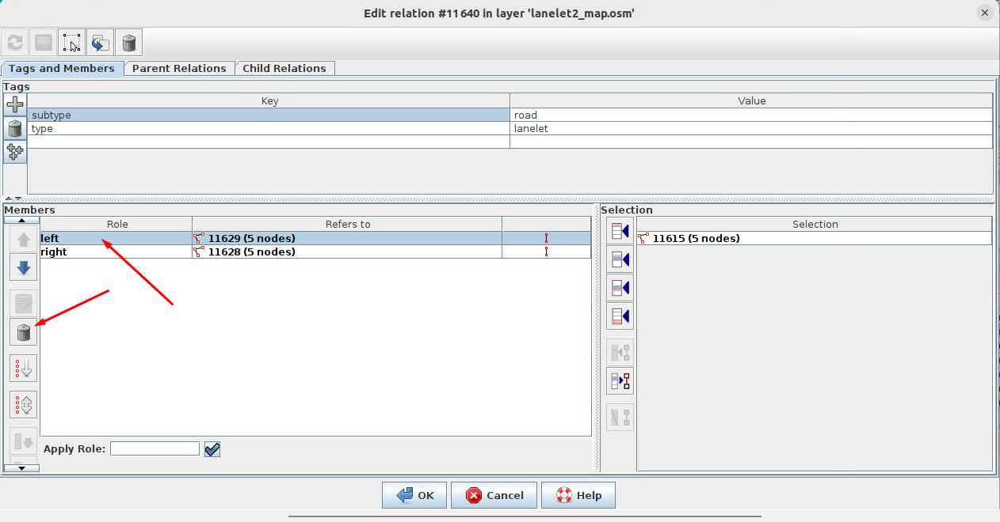 Edit relation #11640 in layer 'lanelet2_map.osm'
Tags and Members Parent Relations Child Relations
Tags
Key Value
subtype road
type lanelet
Members Selection
Role Refers to Selection
left 11629 (5 nodes) 11615 (5 nodes)
right 11628 (5 nodes)
Apply Role:
OK Cancel Help